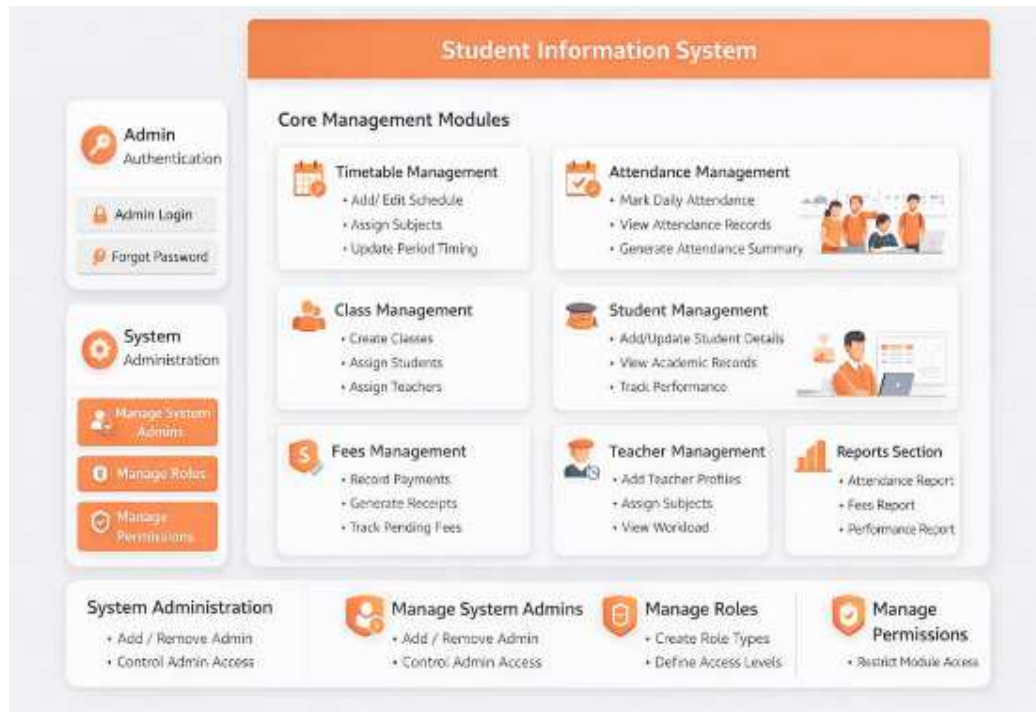 Student Information System
Admin
Authentication
Admin Login
Forgot Password
System
Administration
Manage System
Admins
Manage Roles
Manage
Permissions
Core Management Modules
Timetable Management
• Add/ Edit Schedule
• Assign Subjects
• Update Period Timing
Attendance Management
• Mark Daily Attendance
• View Attendance Records
• Generate Attendance Summary
Class Management
• Create Classes
• Assign Students
• Assign Teachers
Student Management
• Add/Update Student Details
• View Academic Records
• Track Performance
Fees Management
• Record Payments
• Generate Receipts
• Track Pending Fees
Teacher Management
• Add Teacher Profiles
• Assign Subjects
• View Workload
Reports Section
• Attendance Report
• Fees Report
• Performance Report
System Administration
• Add / Remove Admin
• Control Admin Access
Manage System Admins
• Add / Remove Admin
• Control Admin Access
Manage Roles
• Create Role Types
• Define Access Levels
Manage
Permissions
• Restrict Module Access